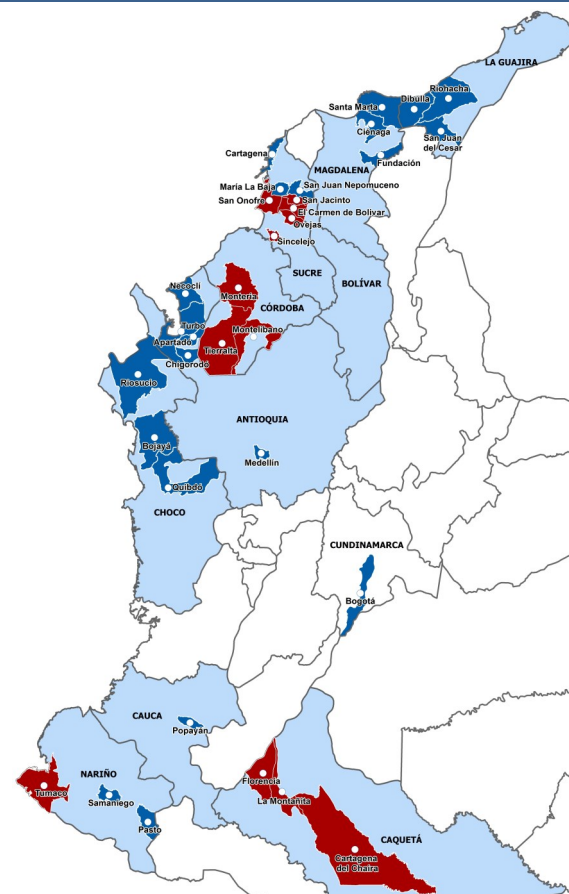 LA GUAJIRA
Riohacha
Dibulla
Santa Marta
Ciénaga
San Juan
del Cesar
Cartagena
Fundación
MAGDALENA
María La Baja
San Juan Nepomuceno
San Onofre
San Jacinto
El Carmen de Bolívar
Ovejas
Sincelejo
SUCRE
BOLÍVAR
Necoclí
Montería
CÓRDOBA
Turbo
Montelíbano
Apartado
Tierralta
Chigorodo
Riosucio
ANTIOQUIA
Bojayá
Medellín
Quibdó
CHOCO
CUNDINAMARCA
Bogotá
CAUCA
Popayán
NARIÑO
Florencia
Tumaco
La Montañita
Samaniego
Pasto
CAQUETÁ
Cartagena
del Chaira